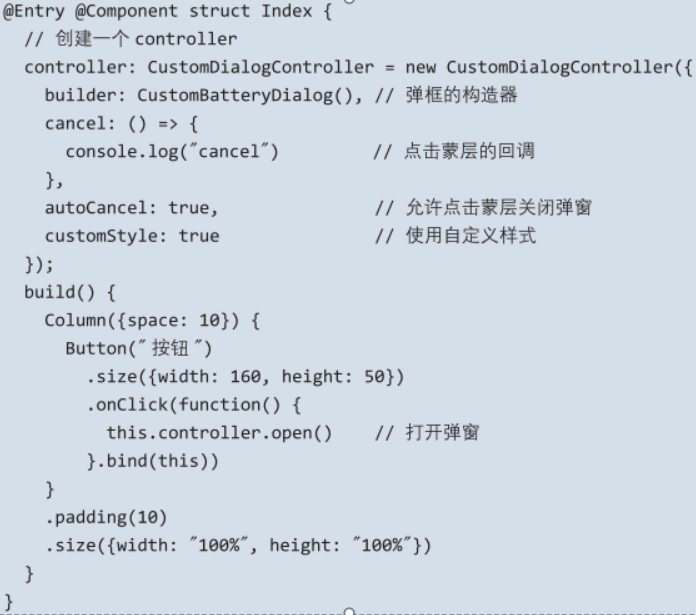 @Entry @Component struct Index {
  // 创建一个 controller
  controller: CustomDialogController = new CustomDialogController({
    builder: CustomBatteryDialog(), // 弹框的构造器
    cancel: () => {
      console.log("cancel")         // 点击蒙层的回调
    },
    autoCancel: true,               // 允许点击蒙层关闭弹窗
    customStyle: true               // 使用自定义样式
  });
  build() {
    Column({space: 10}) {
      Button("按钮")
        .size({width: 160, height: 50})
        .onClick(function() {
          this.controller.open()    // 打开弹窗
        }.bind(this))
    }
    .padding(10)
    .size({width: "100%", height: "100%"})
  }
}